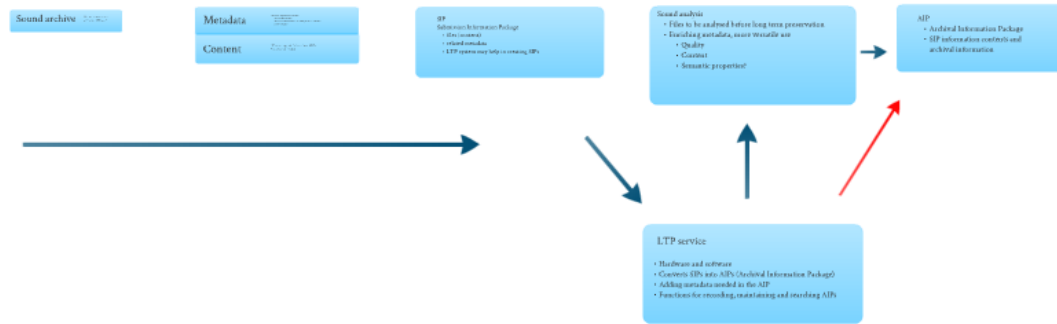 Sound archive
Metadata
Content
SIP
Submission Information Package
• files (content)
• related metadata
• LTP system may help in creating SIPs
Sound analysis
• Files to be analysed before long term preservation
• Enriching metadata, more versatile use
• Quality
• Content
• Semantic properties?
AIP
• Archival Information Package
• SIP information contents and
archival information
LTP service
• Hardware and software
• Converts SIPs into AIPs (Archival Information Package)
• Adding metadata needed in the AIP
• Functions for recording, maintaining and searching AIPs